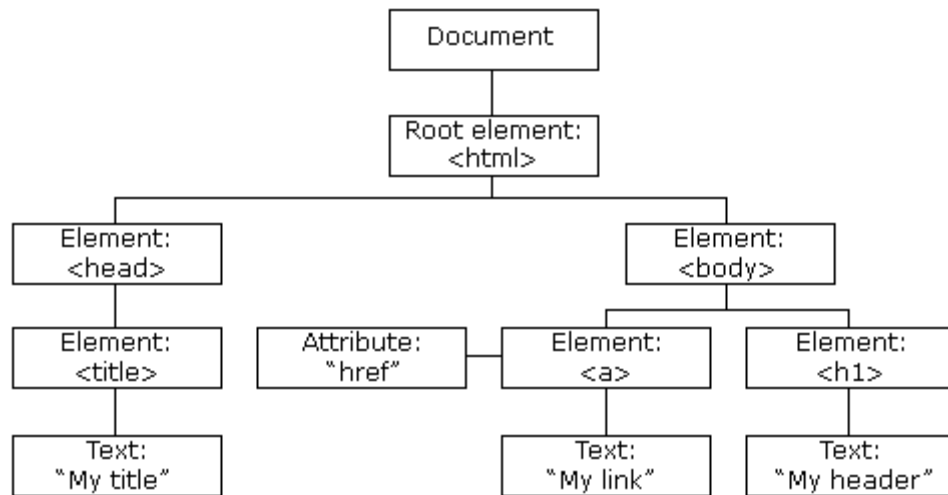 Document
Root element:
<html>
Element:
<head>
Element:
<body>
Element:
<title>
Attribute:
“href”
Element:
<a>
Element:
<h1>
Text:
“My title”
Text:
“My link”
Text:
“My header”